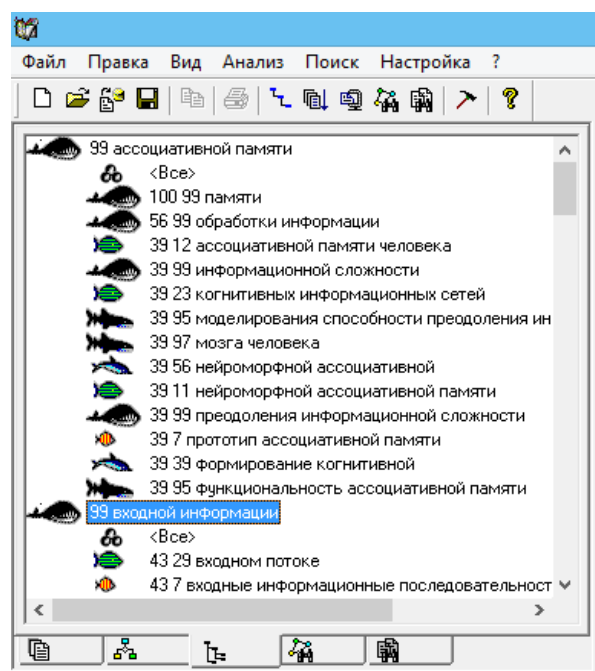 Файл Правка Вид Анализ Поиск Настройка ?
99 ассоциативной памяти
<Все>
100 99 памяти
56 99 обработки информации
39 12 ассоциативной памяти человека
39 99 информационной сложности
39 23 когнитивных информационных сетей
39 95 моделирования способности преодоления ин
39 97 мозга человека
39 56 нейроморфной ассоциативной
39 11 нейроморфной ассоциативной памяти
39 99 преодоления информационной сложности
39 7 прототип ассоциативной памяти
39 39 формирование когнитивной
39 95 функциональность ассоциативной памяти
99 входной информации
<Все>
43 29 входном потоке
43 7 входные информационные последовательност